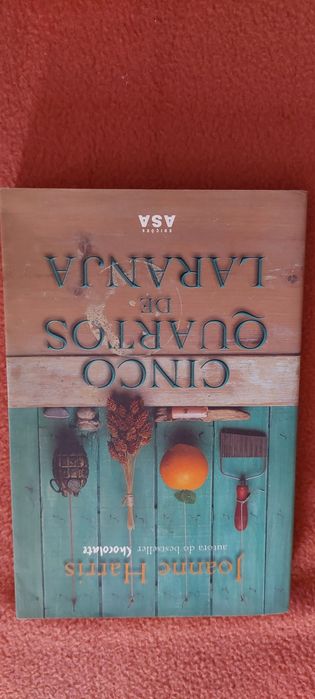 Joanne Harris
autora do bestseller Chocolate
CINCO
QUARTOS
DE
LARANJA
EDIÇÕES
ASA